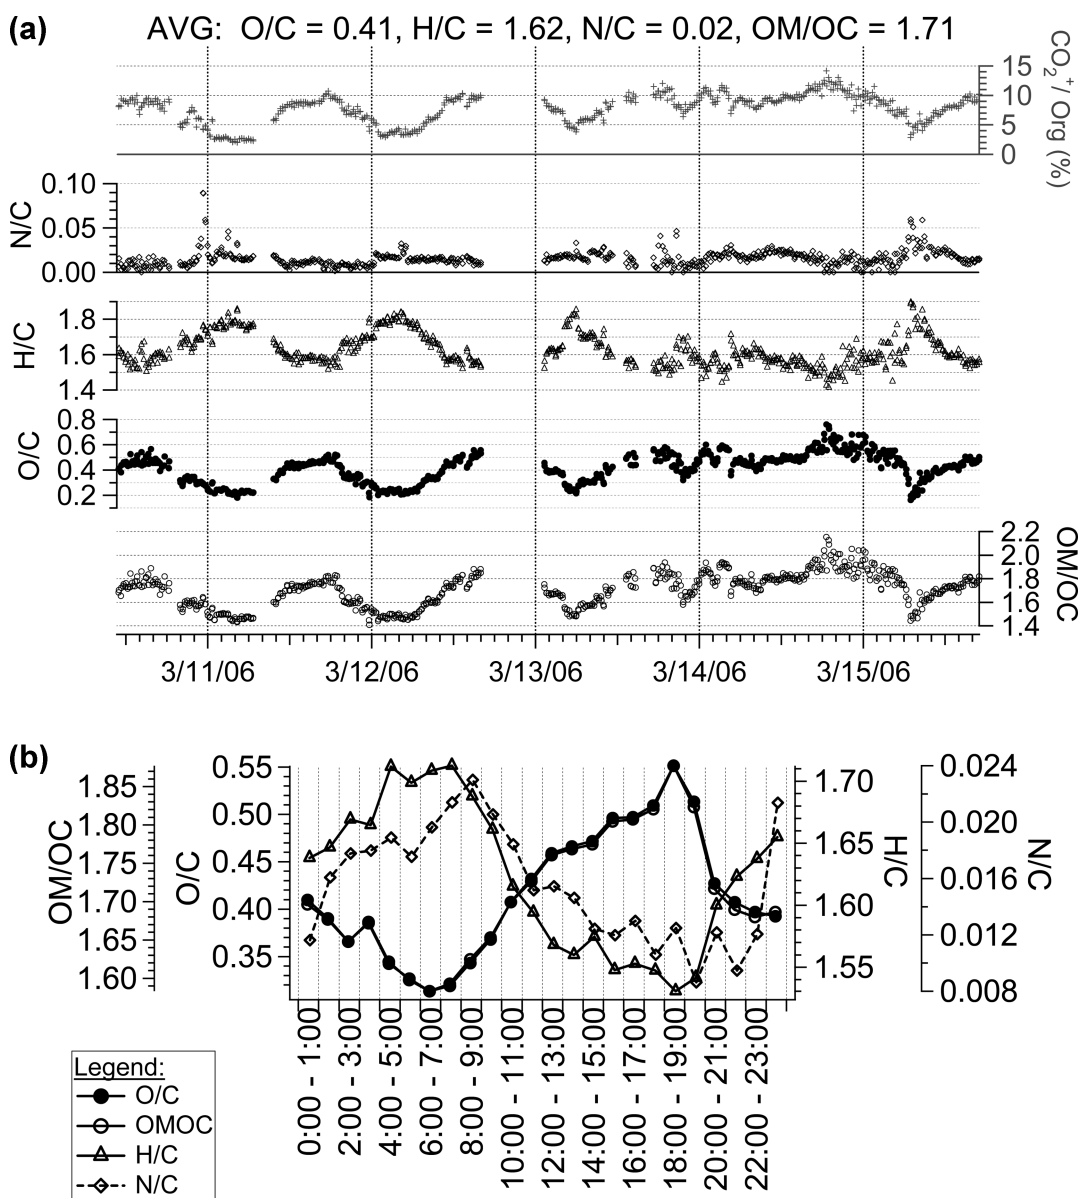 (a)
AVG: O/C = 0.41, H/C = 1.62, N/C = 0.02, OM/OC = 1.71
15
10
5
0
CO2+/ Org (%)
0.10
0.05
0.00
N/C
1.8
1.6
1.4
H/C
0.8
0.6
0.4
0.2
O/C
2.2
2.0
1.8
1.6
1.4
OM/OC
3/11/06 3/12/06 3/13/06 3/14/06 3/15/06
(b)
1.85
1.80
1.75
1.70
1.65
1.60
OM/OC
0.55
0.50
0.45
0.40
0.35
O/C
1.70
1.65
1.60
1.55
H/C
0.024
0.020
0.016
0.012
0.008
N/C
0:00 - 1:00
2:00 - 3:00
4:00 - 5:00
6:00 - 7:00
8:00 - 9:00
10:00 - 11:00
12:00 - 13:00
14:00 - 15:00
16:00 - 17:00
18:00 - 19:00
20:00 - 21:00
22:00 - 23:00
Legend:
O/C
OMOC
H/C
N/C